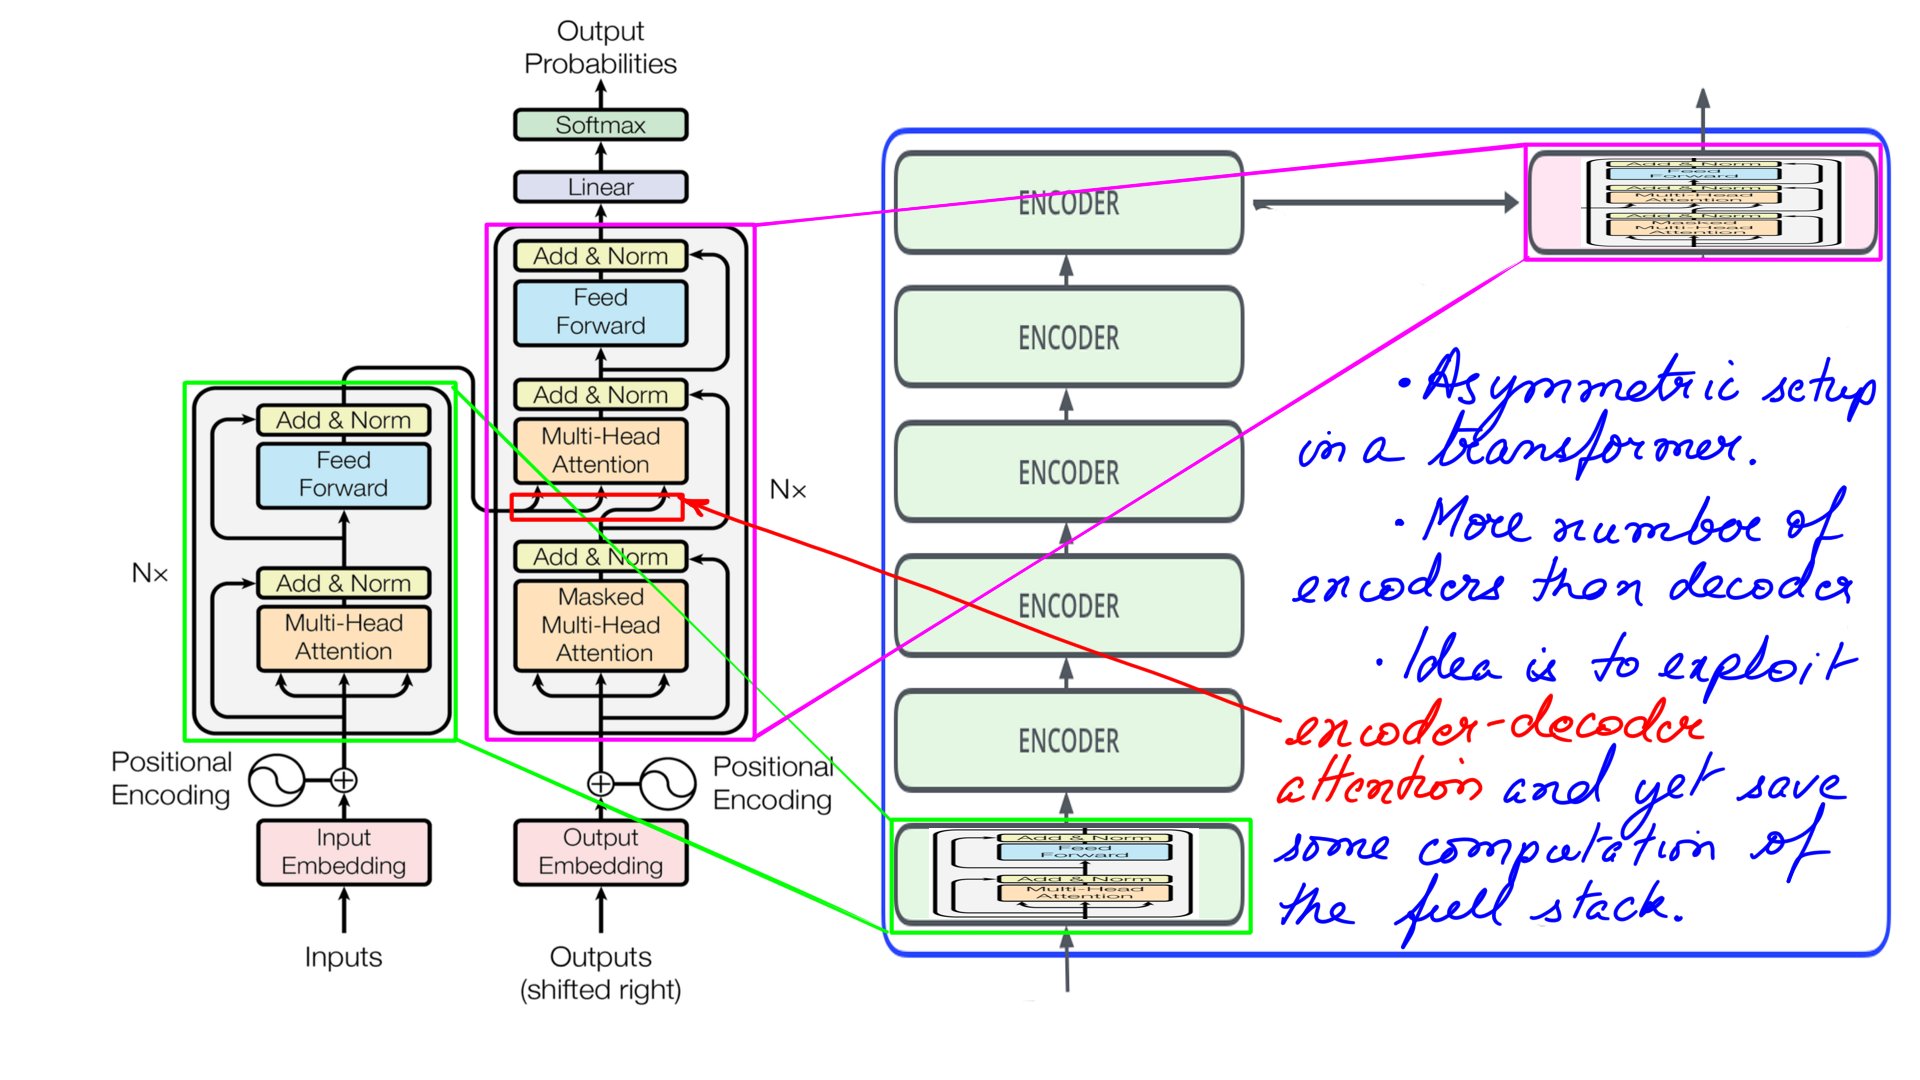 Output
Probabilities
Softmax
Linear
Add & Norm
Feed
Forward
Add & Norm
Multi-Head
Attention
Nx
Add & Norm
Masked
Multi-Head
Attention
Positional
Encoding
Output
Embedding
Outputs
(shifted right)
Add & Norm
Feed
Forward
Nx
Add & Norm
Multi-Head
Attention
Positional
Encoding
Input
Embedding
Inputs
ENCODER
ENCODER
ENCODER
ENCODER
ENCODER
Add & Norm
Feed
Forward
Add & Norm
Multi-Head
Attention
Add & Norm
Feed
Forward
Add & Norm
Multi-Head
Attention
Add & Norm
Masked
Multi-Head
Attention
• Asymmetric setup
in a transformer.
• More number of
encoders than decoder
• Idea is to exploit
encoder-decoder
attention and yet save
some computation of
the full stack.